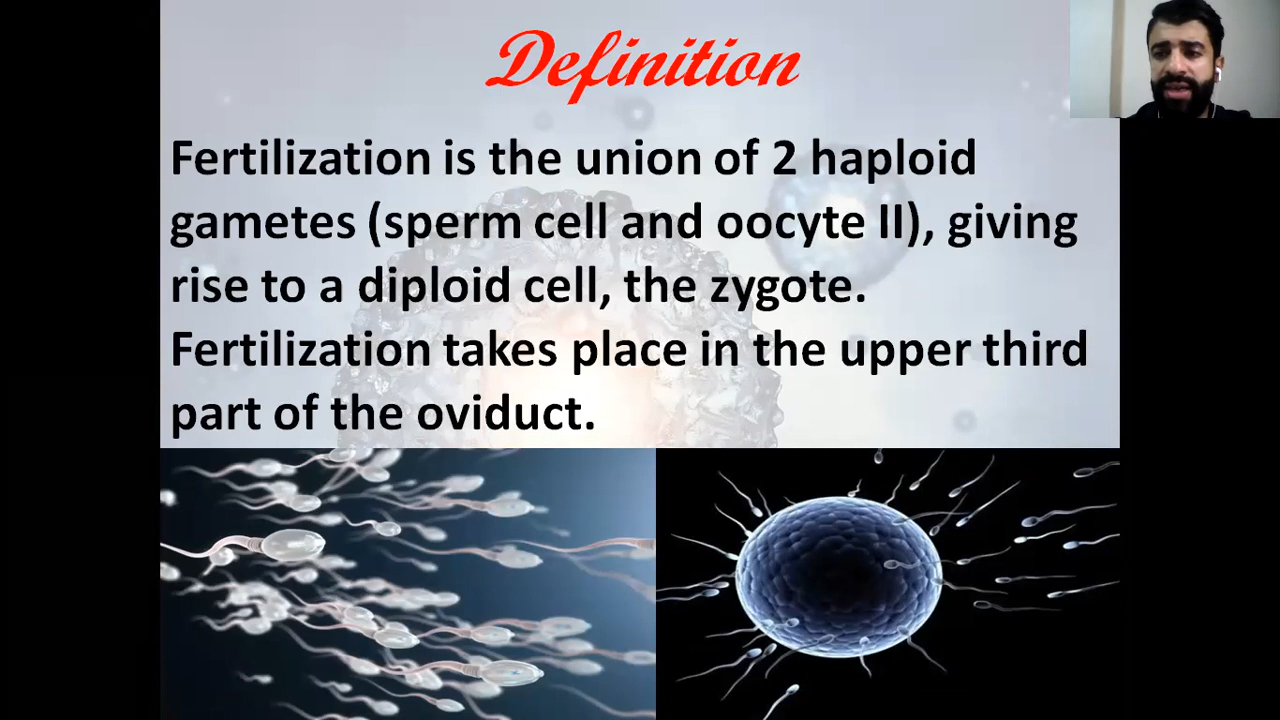 Definition
Fertilization is the union of 2 haploid
gametes (sperm cell and oocyte II), giving
rise to a diploid cell, the zygote.
Fertilization takes place in the upper third
part of the oviduct.